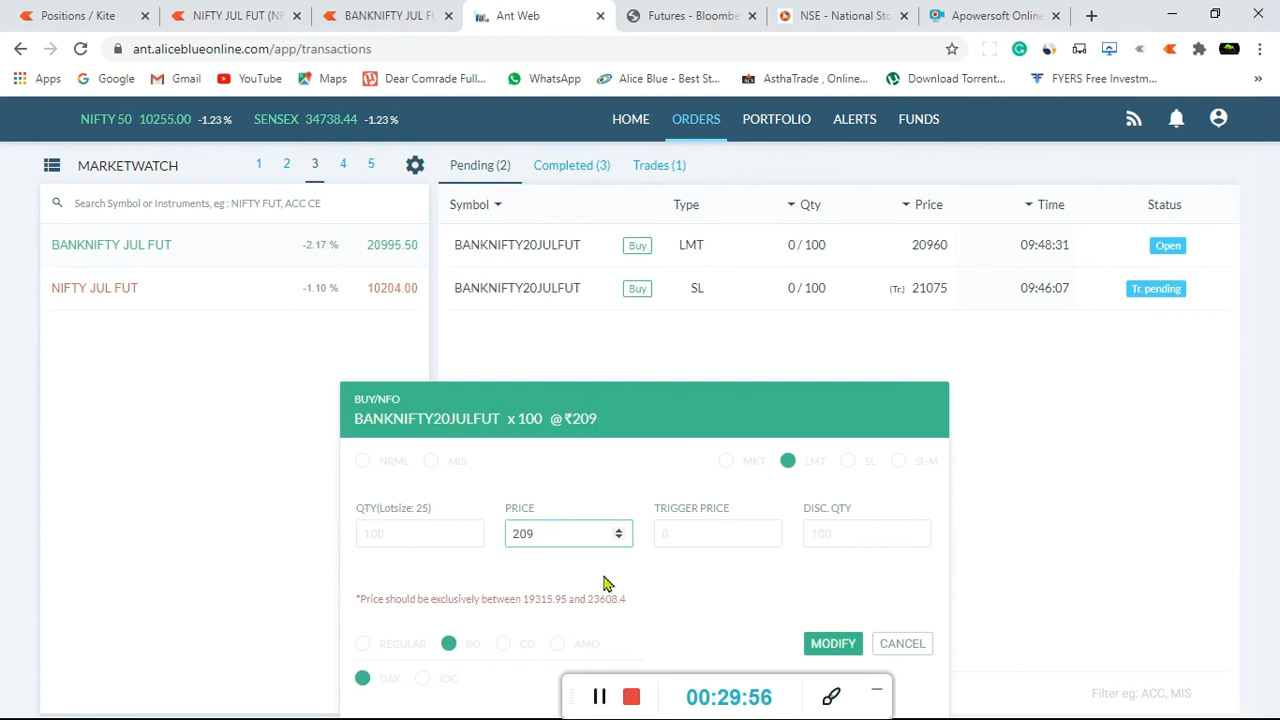 Positions / Kite
NIFTY JUL FUT (NF
BANKNIFTY JUL FU
Ant Web
Futures - Bloombe
NSE - National Sto
Apowersoft Online
ant.aliceblueonline.com/app/transactions
Apps
Google
Gmail
YouTube
Maps
Dear Comrade Full...
WhatsApp
Alice Blue - Best St...
AsthaTrade , Online...
Download Torrent...
FYERS Free Investm...
NIFTY 50 10255.00 -1.23 %
SENSEX 34738.44 -1.23 %
HOME
ORDERS
PORTFOLIO
ALERTS
FUNDS
MARKETWATCH
1 2 3 4 5
Pending (2)
Completed (3)
Trades (1)
Search Symbol or Instruments, eg : NIFTY FUT, ACC CE
Symbol Type Qty Price Time Status
BANKNIFTY JUL FUT -2.17 % 20995.50
BANKNIFTY20JULFUT Buy LMT 0 / 100 20960 09:48:31 Open
NIFTY JUL FUT -1.10 % 10204.00
BANKNIFTY20JULFUT Buy SL 0 / 100 (Tr.) 21075 09:46:07 Tr. pending
BUY/NFO
BANKNIFTY20JULFUT x 100 @ ₹209
NRML MIS MKT LMT SL SL-M
QTY(Lotsize: 25) PRICE TRIGGER PRICE DISC. QTY
100 209 0 100
*Price should be exclusively between 19315.95 and 23608.4
REGULAR BO CO AMO
MODIFY
CANCEL
DAY IOC
00:29:56
Filter eg: ACC, MIS